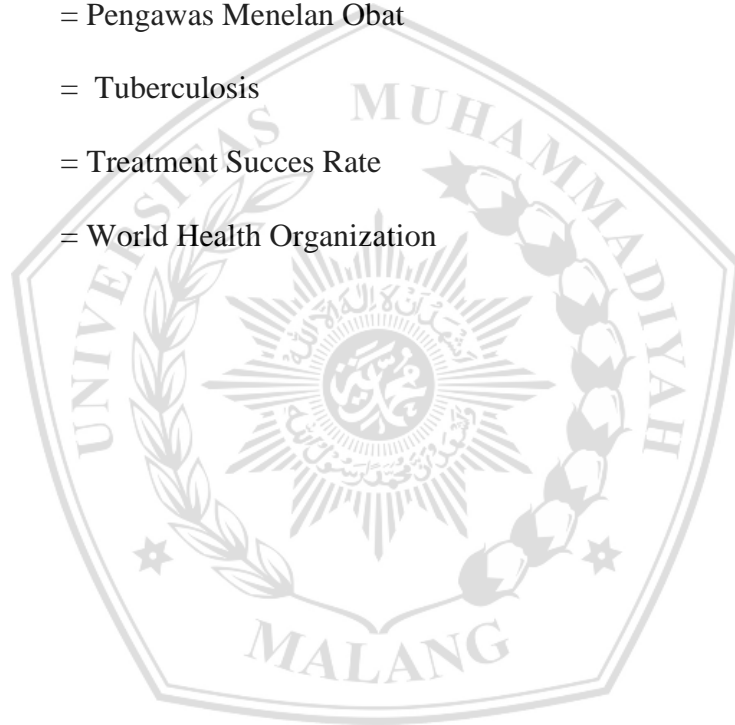 = Pengawas Menelan Obat
= Tuberculosis
= Treatment Succes Rate
= World Health Organization
UNIVERSITAS MUHAMMADIYAH
MALANG